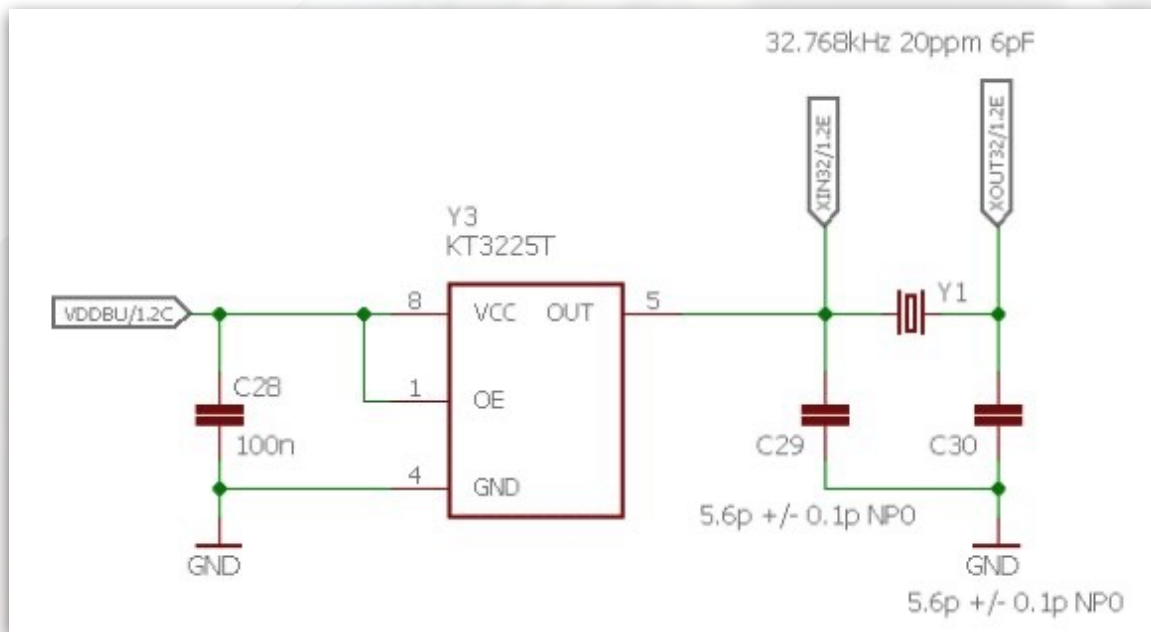 32.768kHz 20ppm 6pF
XIN32/1.2E
XOUT32/1.2E
Y3
KT3225T
VDDBU/1.2C
8
VCC
OUT
5
Y1
C28
100n
1
OE
C29
C30
4
GND
5.6p +/- 0.1p NP0
GND
GND
5.6p +/- 0.1p NP0